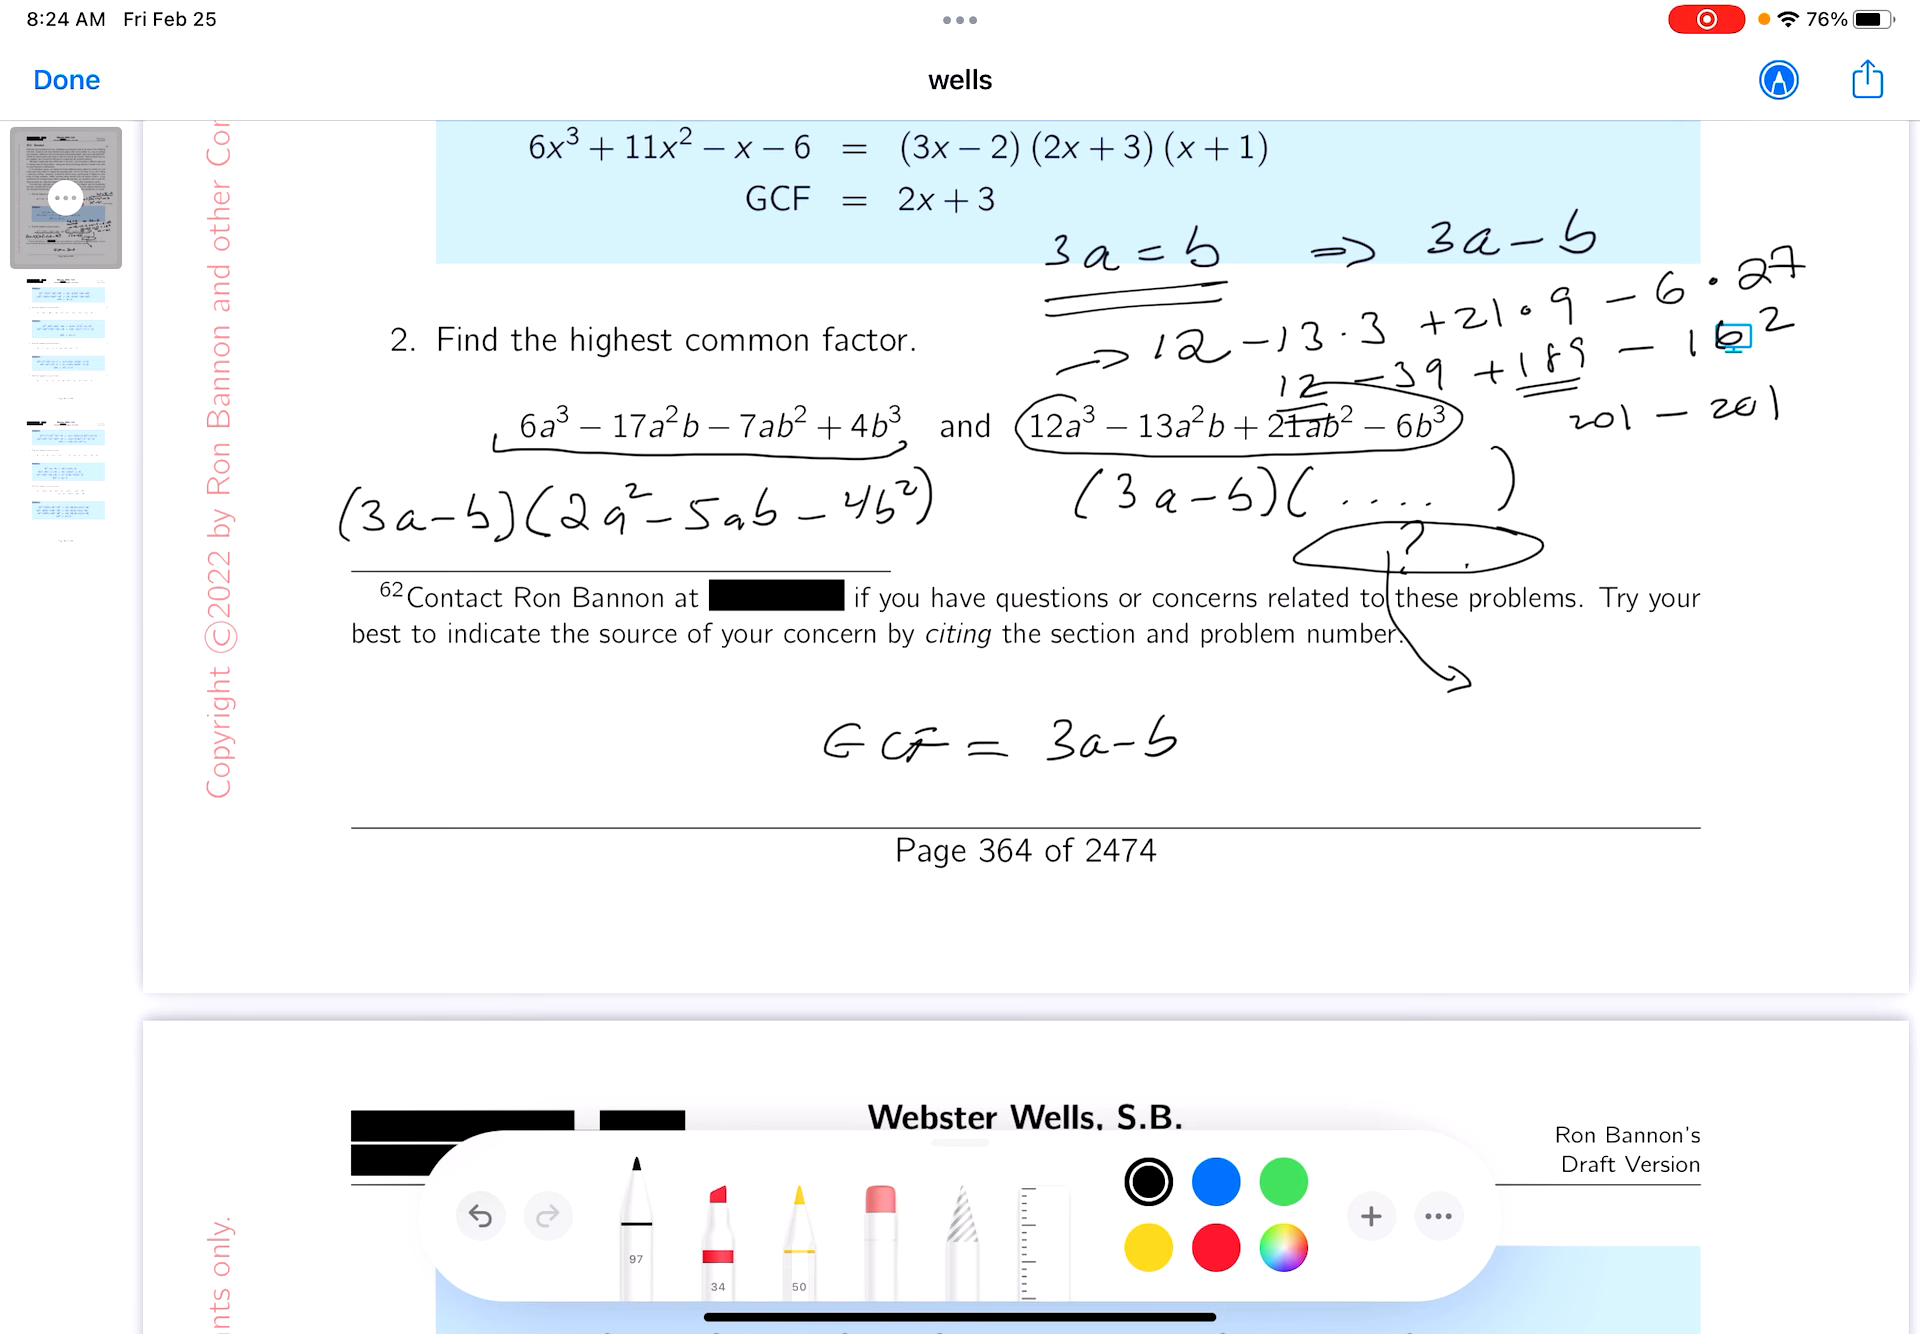 8:24 AM Fri Feb 25
76%
Done
wells
6x³ + 11x² − x − 6 = (3x − 2) (2x + 3) (x + 1)
GCF = 2x + 3
3a = b ⇒ 3a − b
→ 12 − 13 · 3 + 21 · 9 − 6 · 27
12 − 39 + 189 − 162
201 − 201
2. Find the highest common factor.
6a³ − 17a²b − 7ab² + 4b³ and 12a³ − 13a²b + 21ab² − 6b³
(3a − b)(2a² − 5ab − 4b²) (3a − b)( .... )
?
62 Contact Ron Bannon at if you have questions or concerns related to these problems. Try your
best to indicate the source of your concern by citing the section and problem number.
GCF = 3a − b
Page 364 of 2474
Copyright ©2022 by Ron Bannon and other Con
Webster Wells, S.B.
Ron Bannon's
Draft Version
nts only.
97
34
50